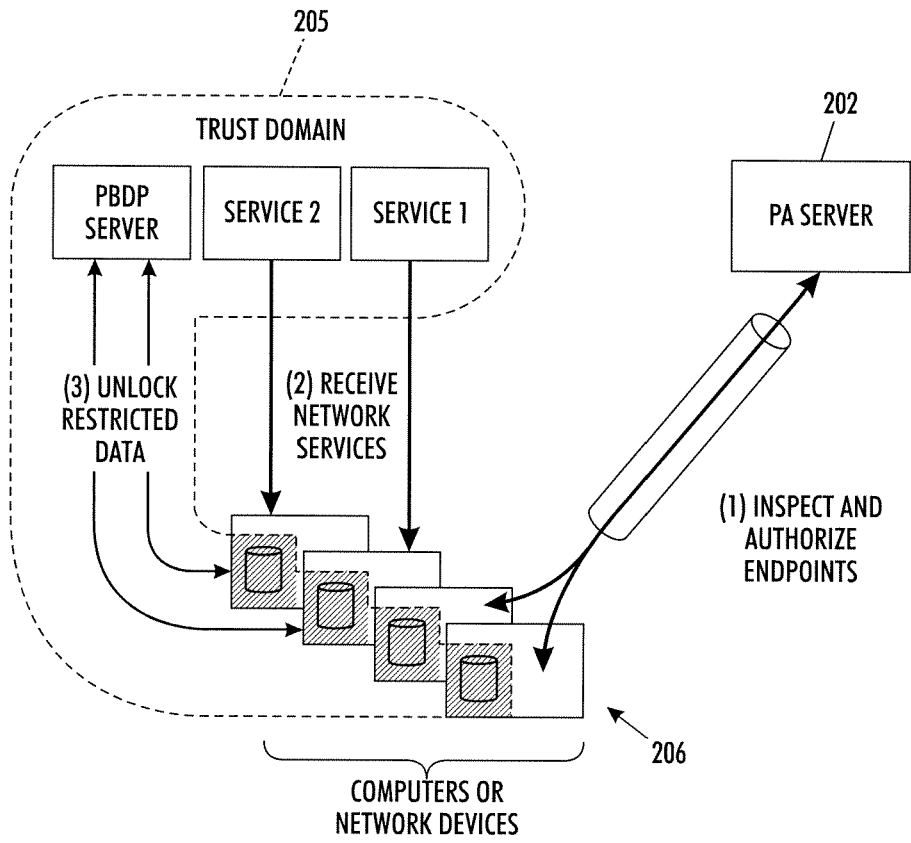 205
TRUST DOMAIN
PBDP
SERVER
SERVICE 2
SERVICE 1
202
PA SERVER
(3) UNLOCK
RESTRICTED
DATA
(2) RECEIVE
NETWORK
SERVICES
(1) INSPECT AND
AUTHORIZE
ENDPOINTS
206
COMPUTERS OR
NETWORK DEVICES